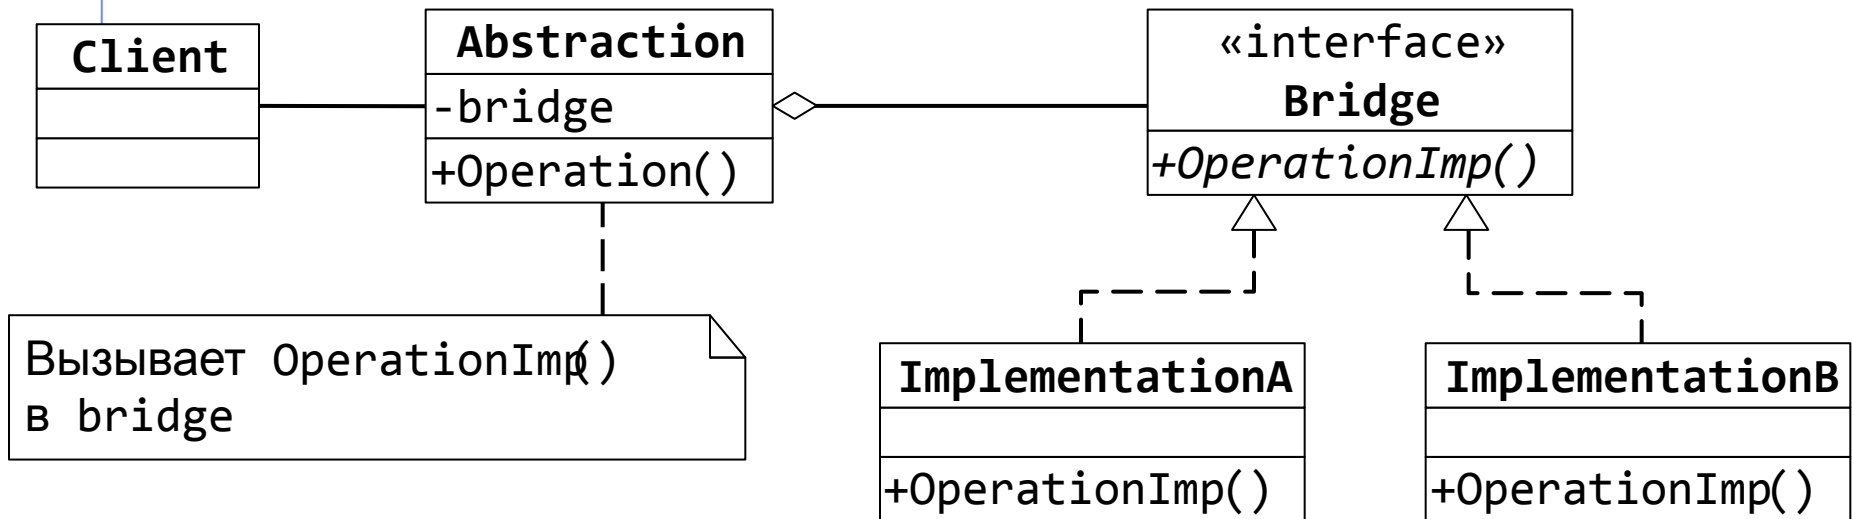 Client
Abstraction
-bridge
+Operation()
«interface»
Bridge
+OperationImp()
Вызывает OperationImp()
в bridge
ImplementationA
+OperationImp()
ImplementationB
+OperationImp()